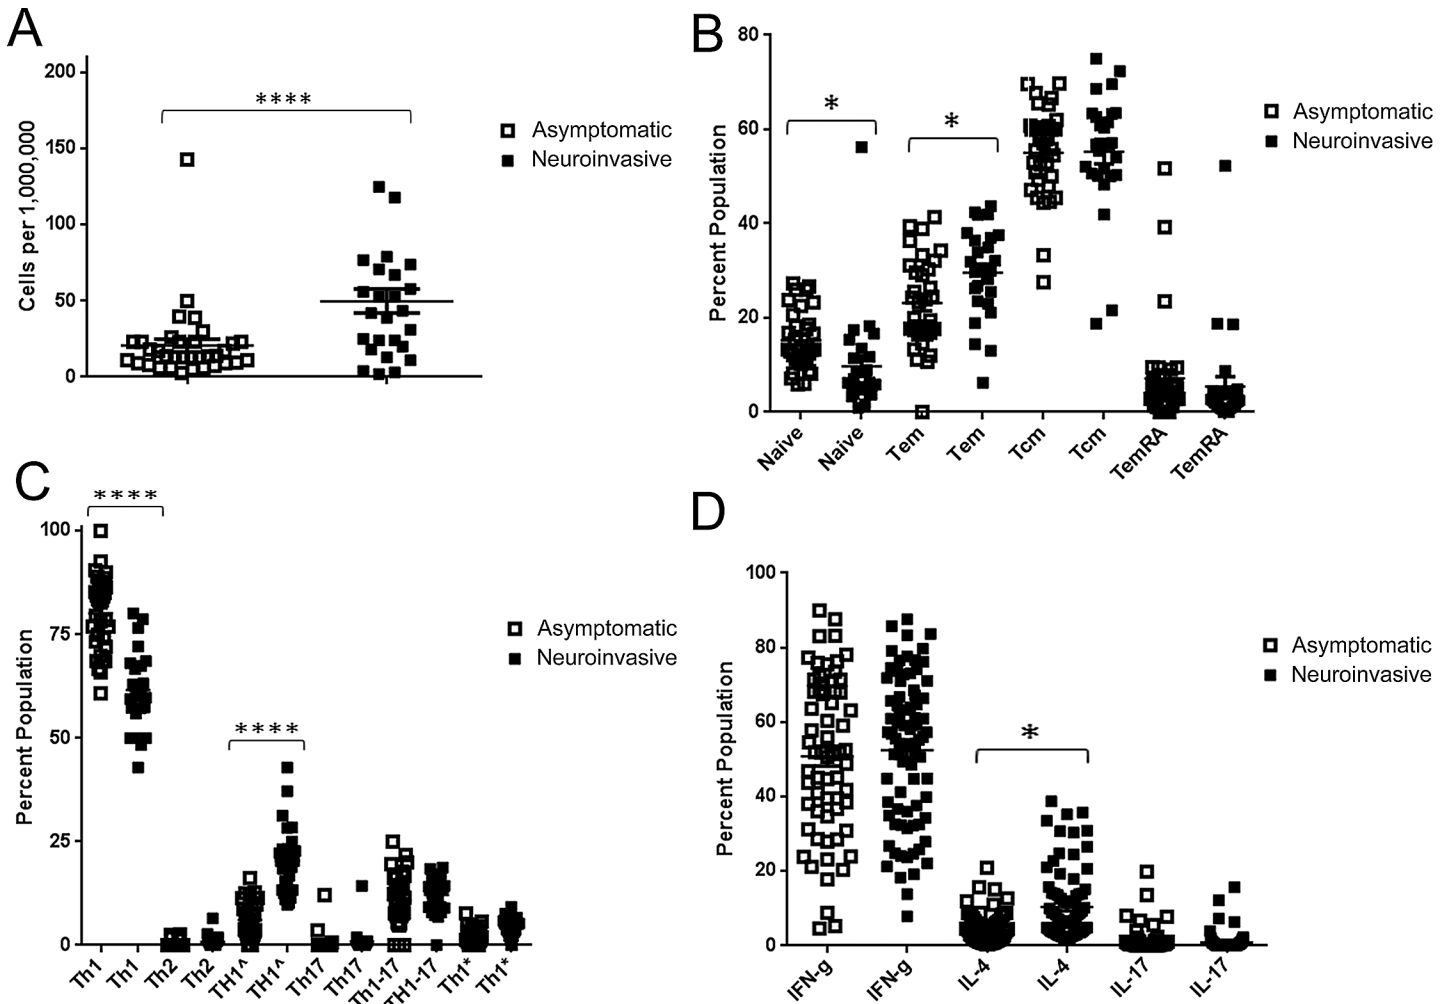 A
200
150
100
50
0
Cells per 1,000,000
****
Asymptomatic
Neuroinvasive
B
80
60
40
20
0
Percent Population
*
*
Asymptomatic
Neuroinvasive
Naive
Naive
Tem
Tem
Tcm
Tcm
TemRA
TemRA
C
100
75
50
25
0
Percent Population
****
****
Asymptomatic
Neuroinvasive
Th1
Th1
Th2
Th2
TH1^
TH1^
Th17
Th17
Th1-17
TH1-17
Th1*
Th1*
D
100
80
60
40
20
0
Percent Population
*
Asymptomatic
Neuroinvasive
IFN-g
IFN-g
IL-4
IL-4
IL-17
IL-17